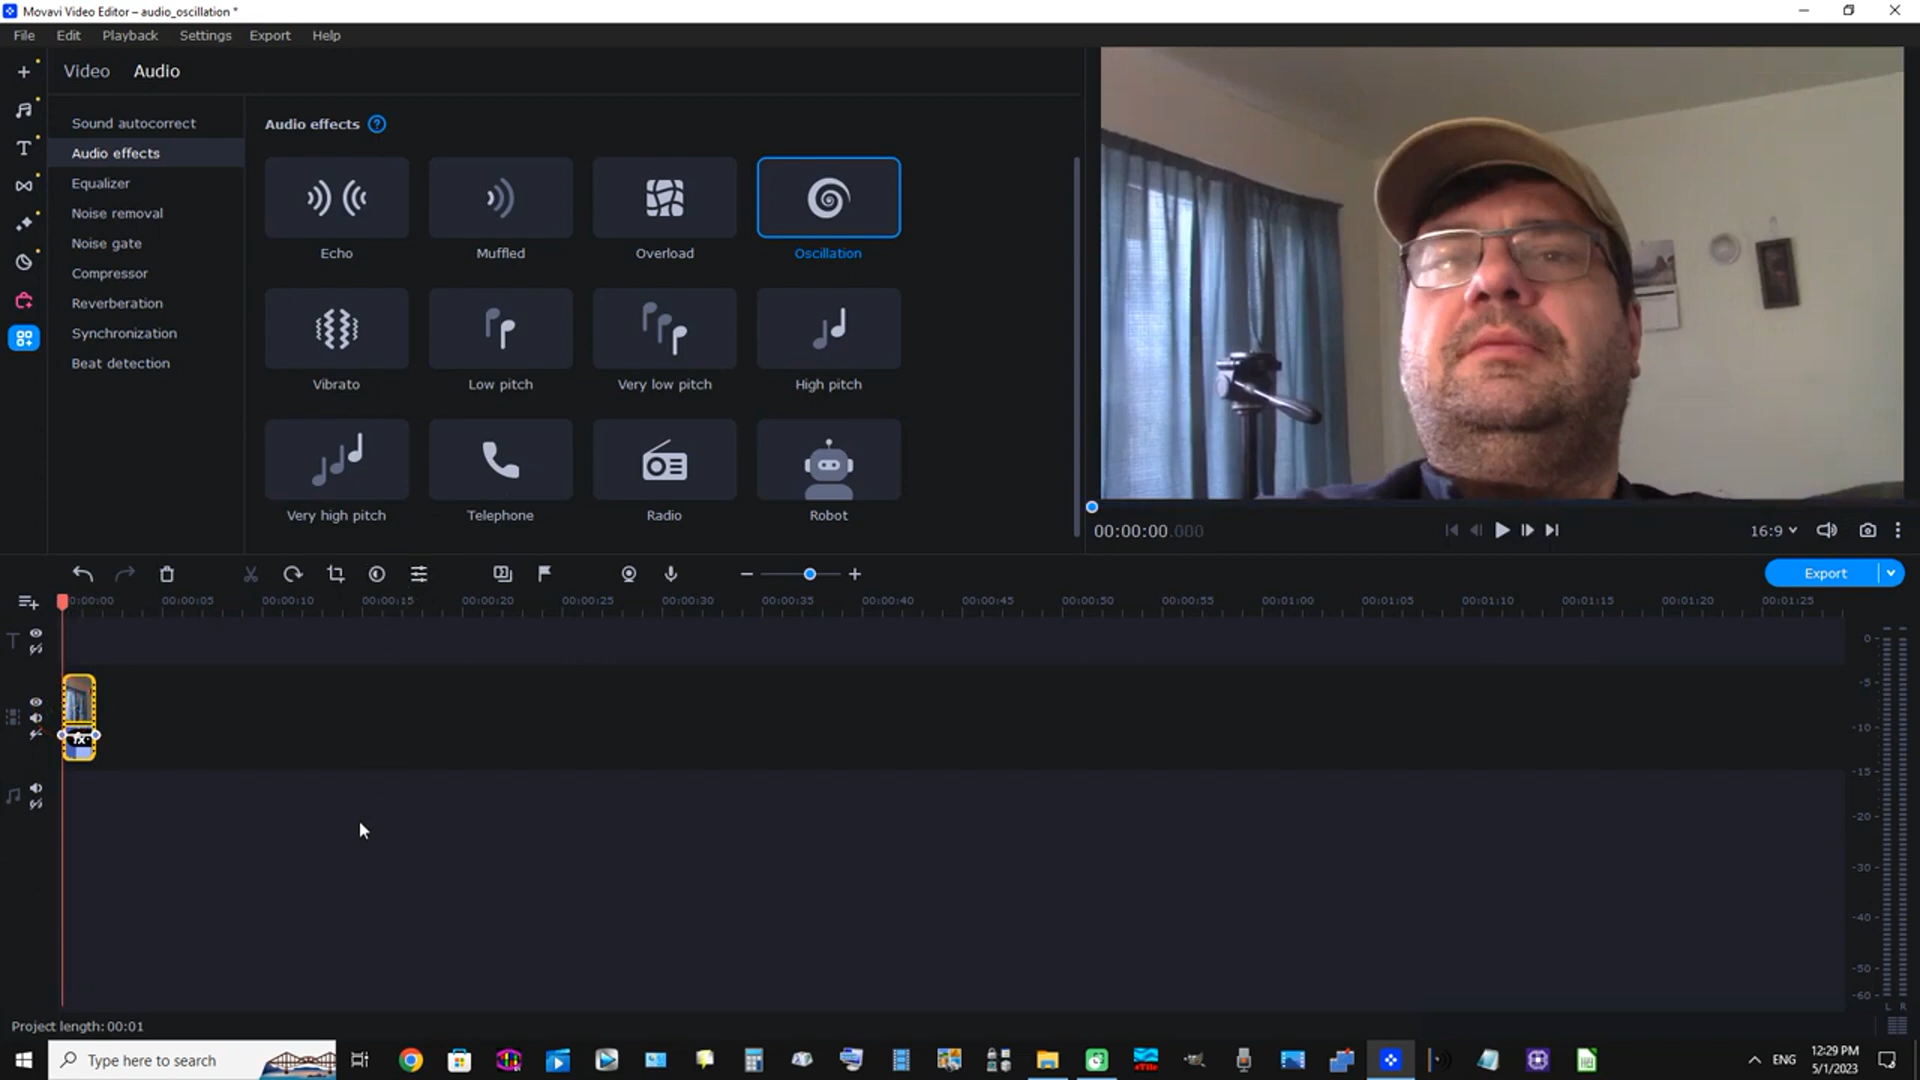 Movavi Video Editor – audio_oscillation *
File Edit Playback Settings Export Help
Video Audio
Sound autocorrect
Audio effects
Equalizer
Noise removal
Noise gate
Compressor
Reverberation
Synchronization
Beat detection
Audio effects ?
Echo Muffled Overload Oscillation
Vibrato Low pitch Very low pitch High pitch
Very high pitch Telephone Radio Robot
00:00:00.000
16:9
Export
0:00:00 00:00:05 00:00:10 00:00:15 00:00:20 00:00:25 00:00:30 00:00:35 00:00:40 00:00:45 00:00:50 00:00:55 00:01:00 00:01:05 00:01:10 00:01:15 00:01:20 00:01:25
fx
0
-5
-10
-15
-20
-30
-40
-50
-60
L R
Project length: 00:01
Type here to search
ENG
12:29 PM
5/1/2023